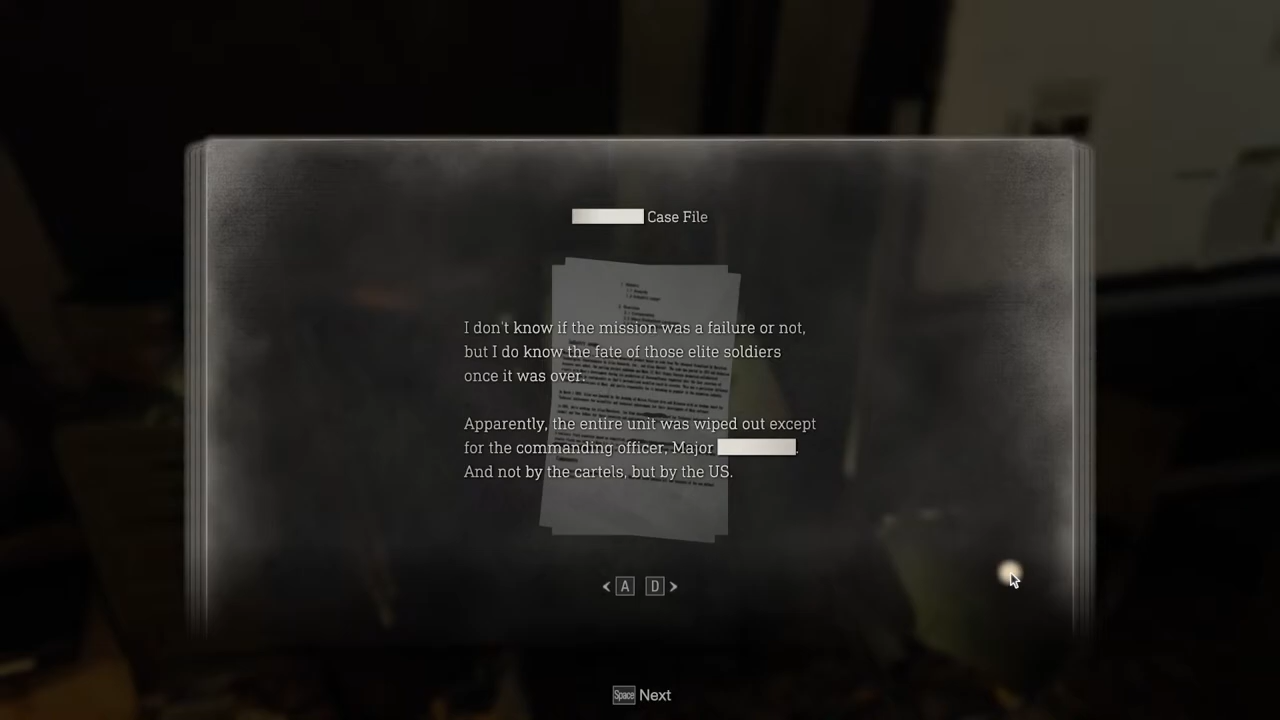 Case File
I don't know if the mission was a failure or not,
but I do know the fate of those elite soldiers
once it was over.
Apparently, the entire unit was wiped out except
for the commanding officer, Major .
And not by the cartels, but by the US.
< A D >
Space Next